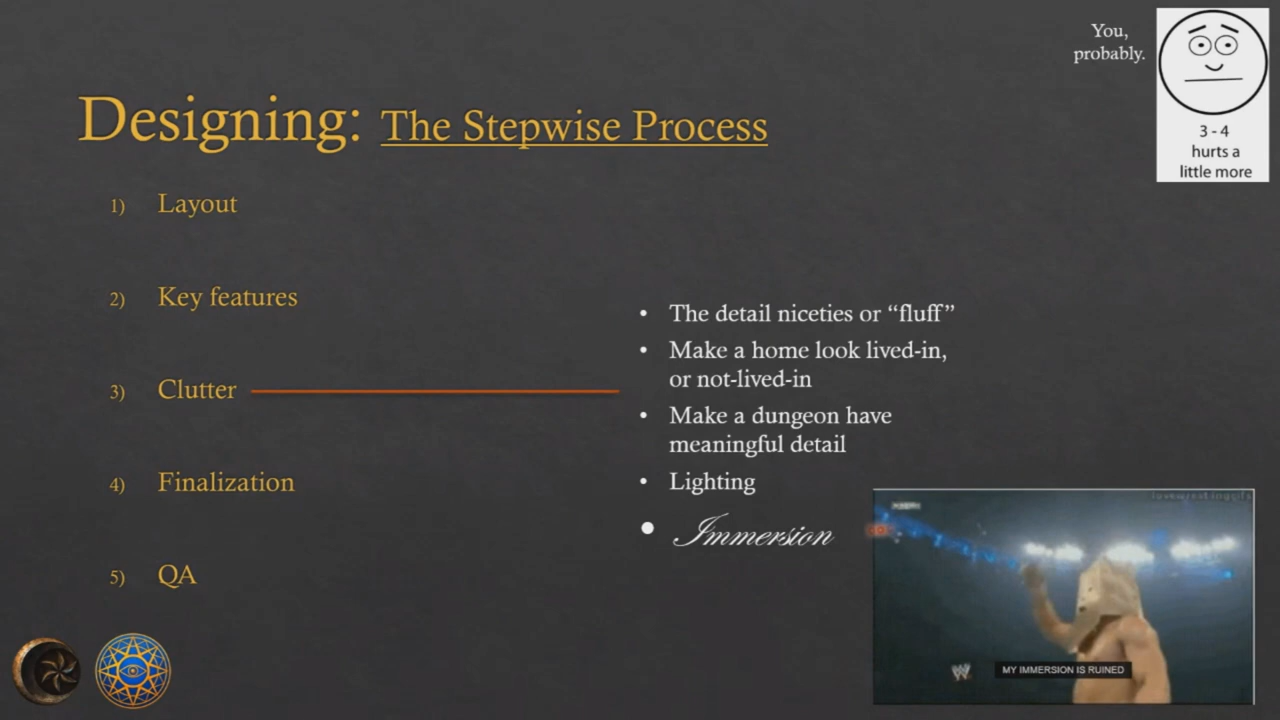 You,
probably.
3 - 4
hurts a
little more
Designing: The Stepwise Process
1) Layout
2) Key features
3) Clutter
4) Finalization
5) QA
• The detail niceties or “fluff”
• Make a home look lived-in,
or not-lived-in
• Make a dungeon have
meaningful detail
• Lighting
• Immersion
MY IMMERSION IS RUINED